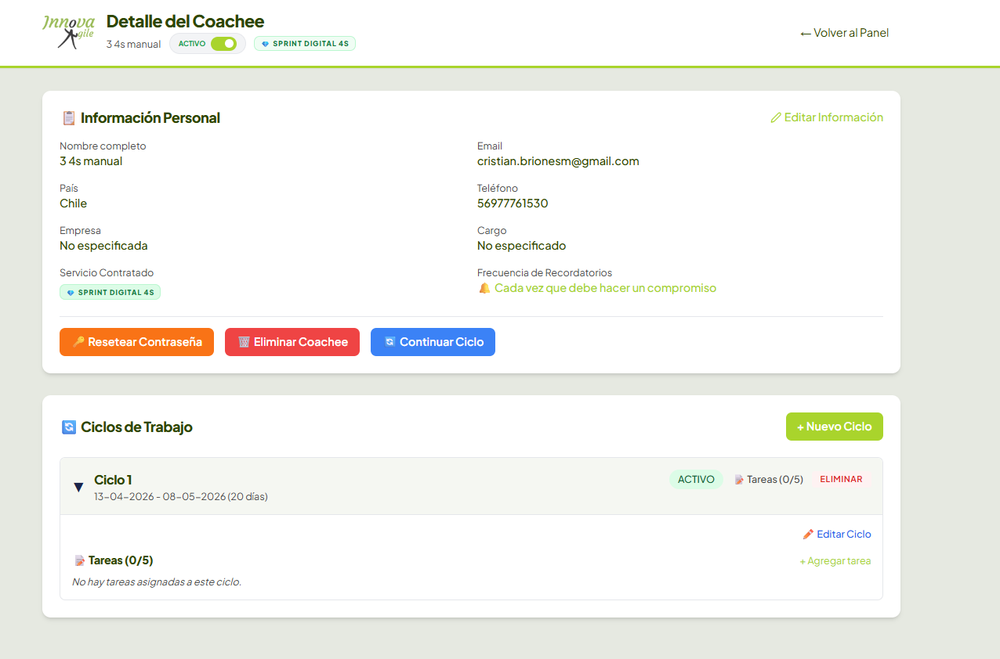 Innova
Agile
Detalle del Coachee
3 4s manual ACTIVO SPRINT DIGITAL 4S
← Volver al Panel
Información Personal
Editar Información
Nombre completo
3 4s manual
Email
cristian.brionesm@gmail.com
País
Chile
Teléfono
56977761530
Empresa
No especificada
Cargo
No especificado
Servicio Contratado
SPRINT DIGITAL 4S
Frecuencia de Recordatorios
Cada vez que debe hacer un compromiso
Resetear Contraseña
Eliminar Coachee
Continuar Ciclo
Ciclos de Trabajo
+ Nuevo Ciclo
▼ Ciclo 1
13-04-2026 - 08-05-2026 (20 días)
ACTIVO
Tareas (0/5)
ELIMINAR
Editar Ciclo
Tareas (0/5)
+ Agregar tarea
No hay tareas asignadas a este ciclo.